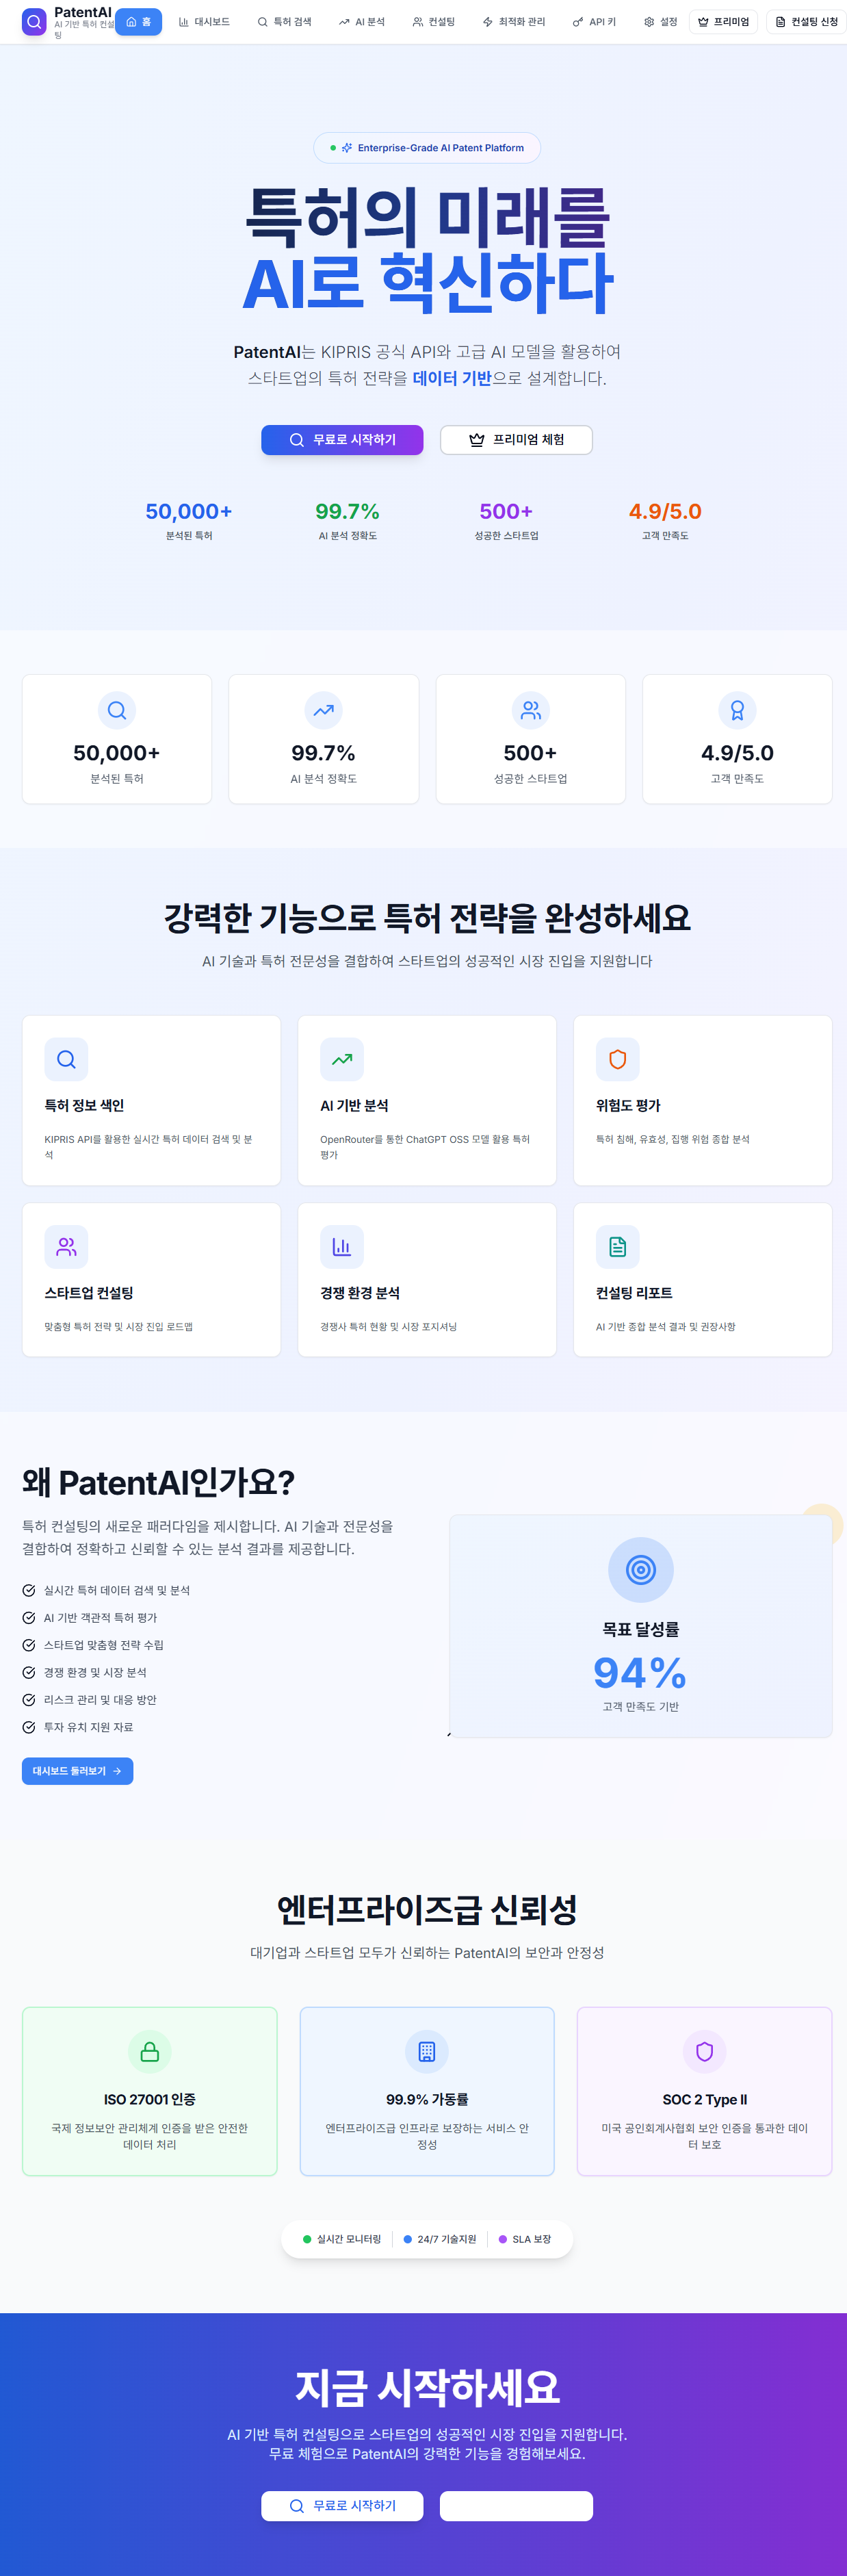 PatentAI
AI 기반 특허 컨설
팅
홈
대시보드
특허 검색
AI 분석
컨설팅
최적화 관리
API 키
설정
프리미엄
컨설팅 신청
Enterprise-Grade AI Patent Platform
특허의 미래를
AI로 혁신하다
PatentAI는 KIPRIS 공식 API와 고급 AI 모델을 활용하여
스타트업의 특허 전략을 데이터 기반으로 설계합니다.
무료로 시작하기
프리미엄 체험
50,000+
분석된 특허
99.7%
AI 분석 정확도
500+
성공한 스타트업
4.9/5.0
고객 만족도
50,000+
분석된 특허
99.7%
AI 분석 정확도
500+
성공한 스타트업
4.9/5.0
고객 만족도
강력한 기능으로 특허 전략을 완성하세요
AI 기술과 특허 전문성을 결합하여 스타트업의 성공적인 시장 진입을 지원합니다
특허 정보 색인
KIPRIS API를 활용한 실시간 특허 데이터 검색 및 분
석
AI 기반 분석
OpenRouter를 통한 ChatGPT OSS 모델 활용 특허
평가
위험도 평가
특허 침해, 유효성, 집행 위험 종합 분석
스타트업 컨설팅
맞춤형 특허 전략 및 시장 진입 로드맵
경쟁 환경 분석
경쟁사 특허 현황 및 시장 포지셔닝
컨설팅 리포트
AI 기반 종합 분석 결과 및 권장사항
왜 PatentAI인가요?
특허 컨설팅의 새로운 패러다임을 제시합니다. AI 기술과 전문성을
결합하여 정확하고 신뢰할 수 있는 분석 결과를 제공합니다.
실시간 특허 데이터 검색 및 분석
AI 기반 객관적 특허 평가
스타트업 맞춤형 전략 수립
경쟁 환경 및 시장 분석
리스크 관리 및 대응 방안
투자 유치 지원 자료
대시보드 둘러보기
목표 달성률
94%
고객 만족도 기반
엔터프라이즈급 신뢰성
대기업과 스타트업 모두가 신뢰하는 PatentAI의 보안과 안정성
ISO 27001 인증
국제 정보보안 관리체계 인증을 받은 안전한
데이터 처리
99.9% 가동률
엔터프라이즈급 인프라로 보장하는 서비스 안
정성
SOC 2 Type II
미국 공인회계사협회 보안 인증을 통과한 데이
터 보호
실시간 모니터링
24/7 기술지원
SLA 보장
지금 시작하세요
AI 기반 특허 컨설팅으로 스타트업의 성공적인 시장 진입을 지원합니다.
무료 체험으로 PatentAI의 강력한 기능을 경험해보세요.
무료로 시작하기